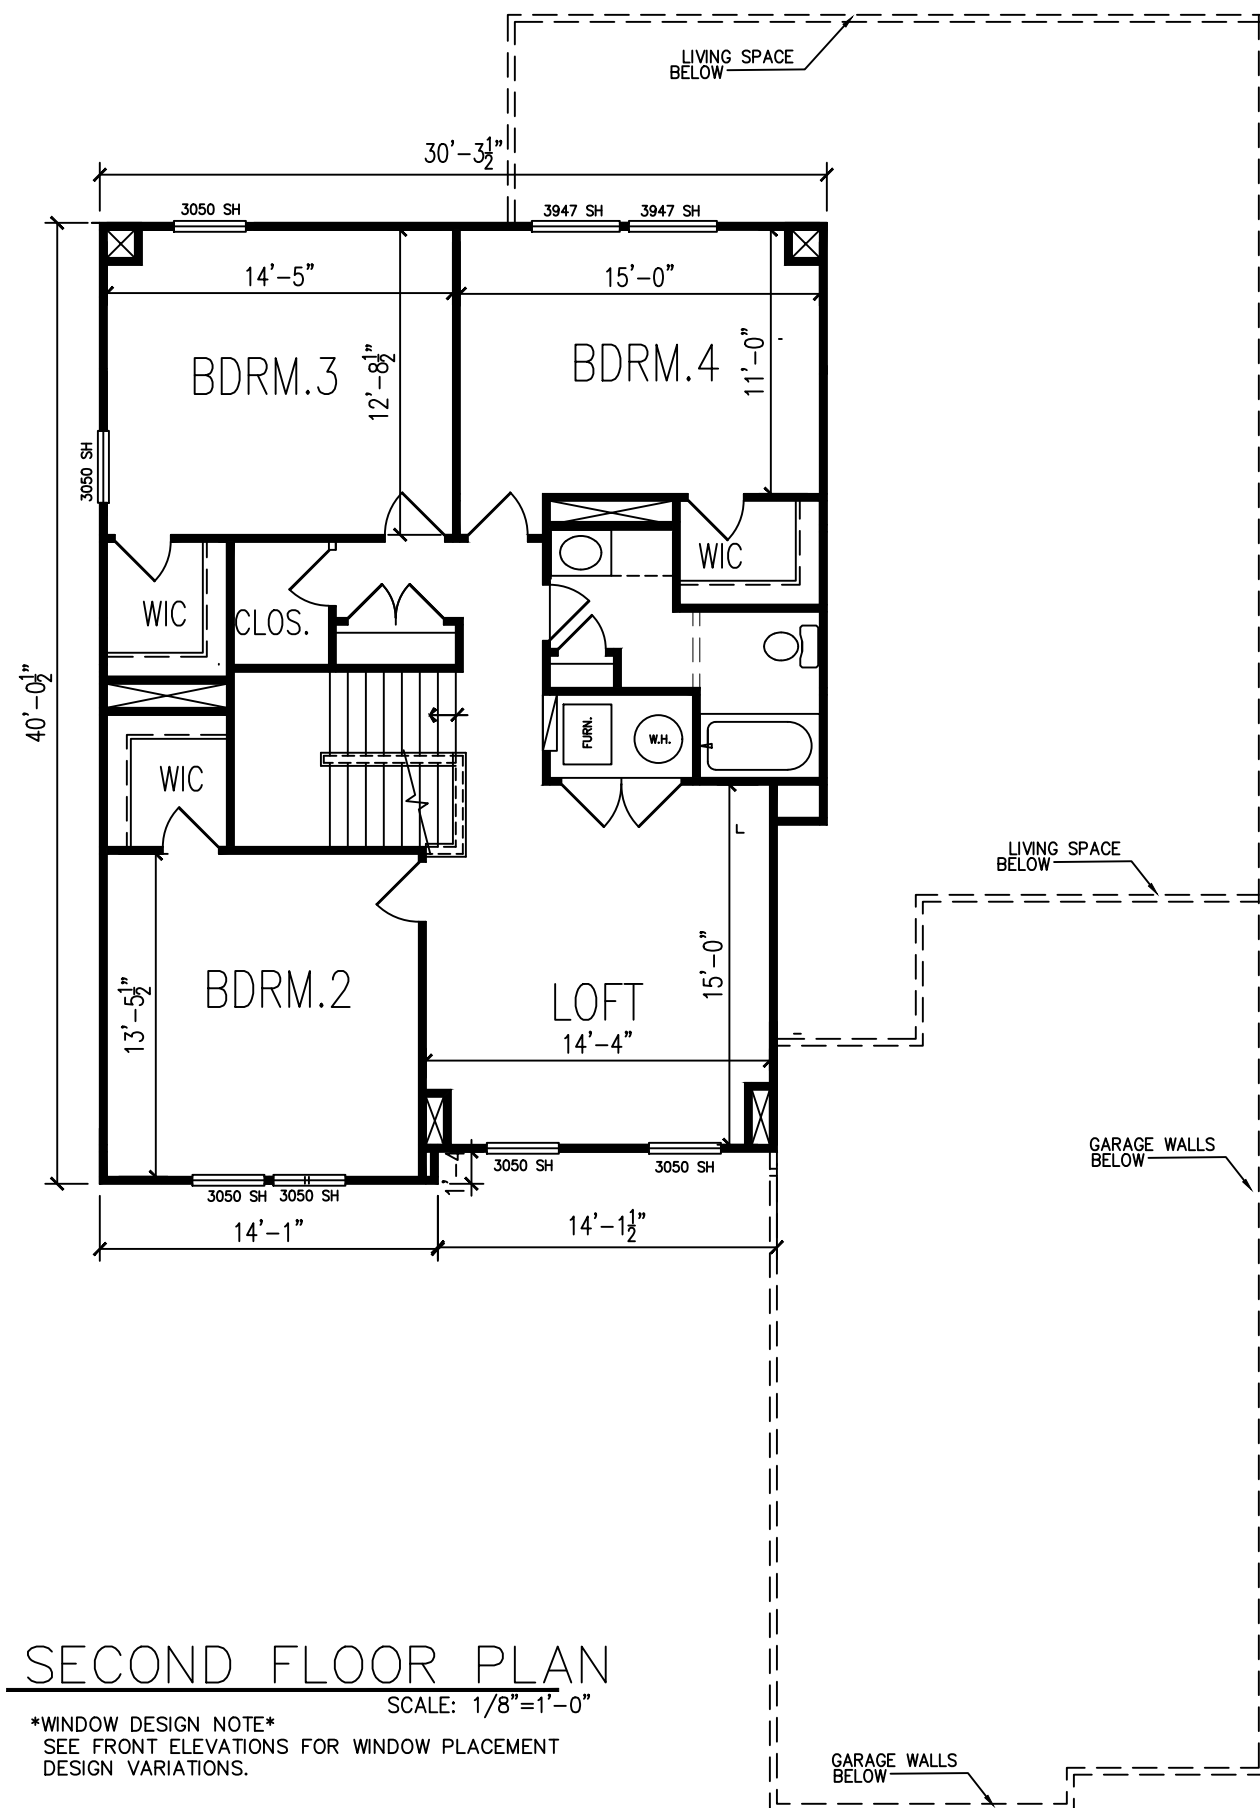 LIVING SPACE
BELOW
30'-3½"
3050 SH
3947 SH
3947 SH
14'-5"
15'-0"
BDRM.3
12'-8½"
BDRM.4
11'-0"
3050 SH
WIC
WIC
CLOS.
40'-0½"
FURN.
W.H.
WIC
LIVING SPACE
BELOW
BDRM.2
13'-5½"
LOFT
15'-0"
14'-4"
GARAGE WALLS
BELOW
3050 SH
3050 SH
1'-4
3050 SH
3050 SH
14'-1"
14'-1½"
SECOND FLOOR PLAN
SCALE: 1/8"=1'-0"
*WINDOW DESIGN NOTE*
SEE FRONT ELEVATIONS FOR WINDOW PLACEMENT
DESIGN VARIATIONS.
GARAGE WALLS
BELOW